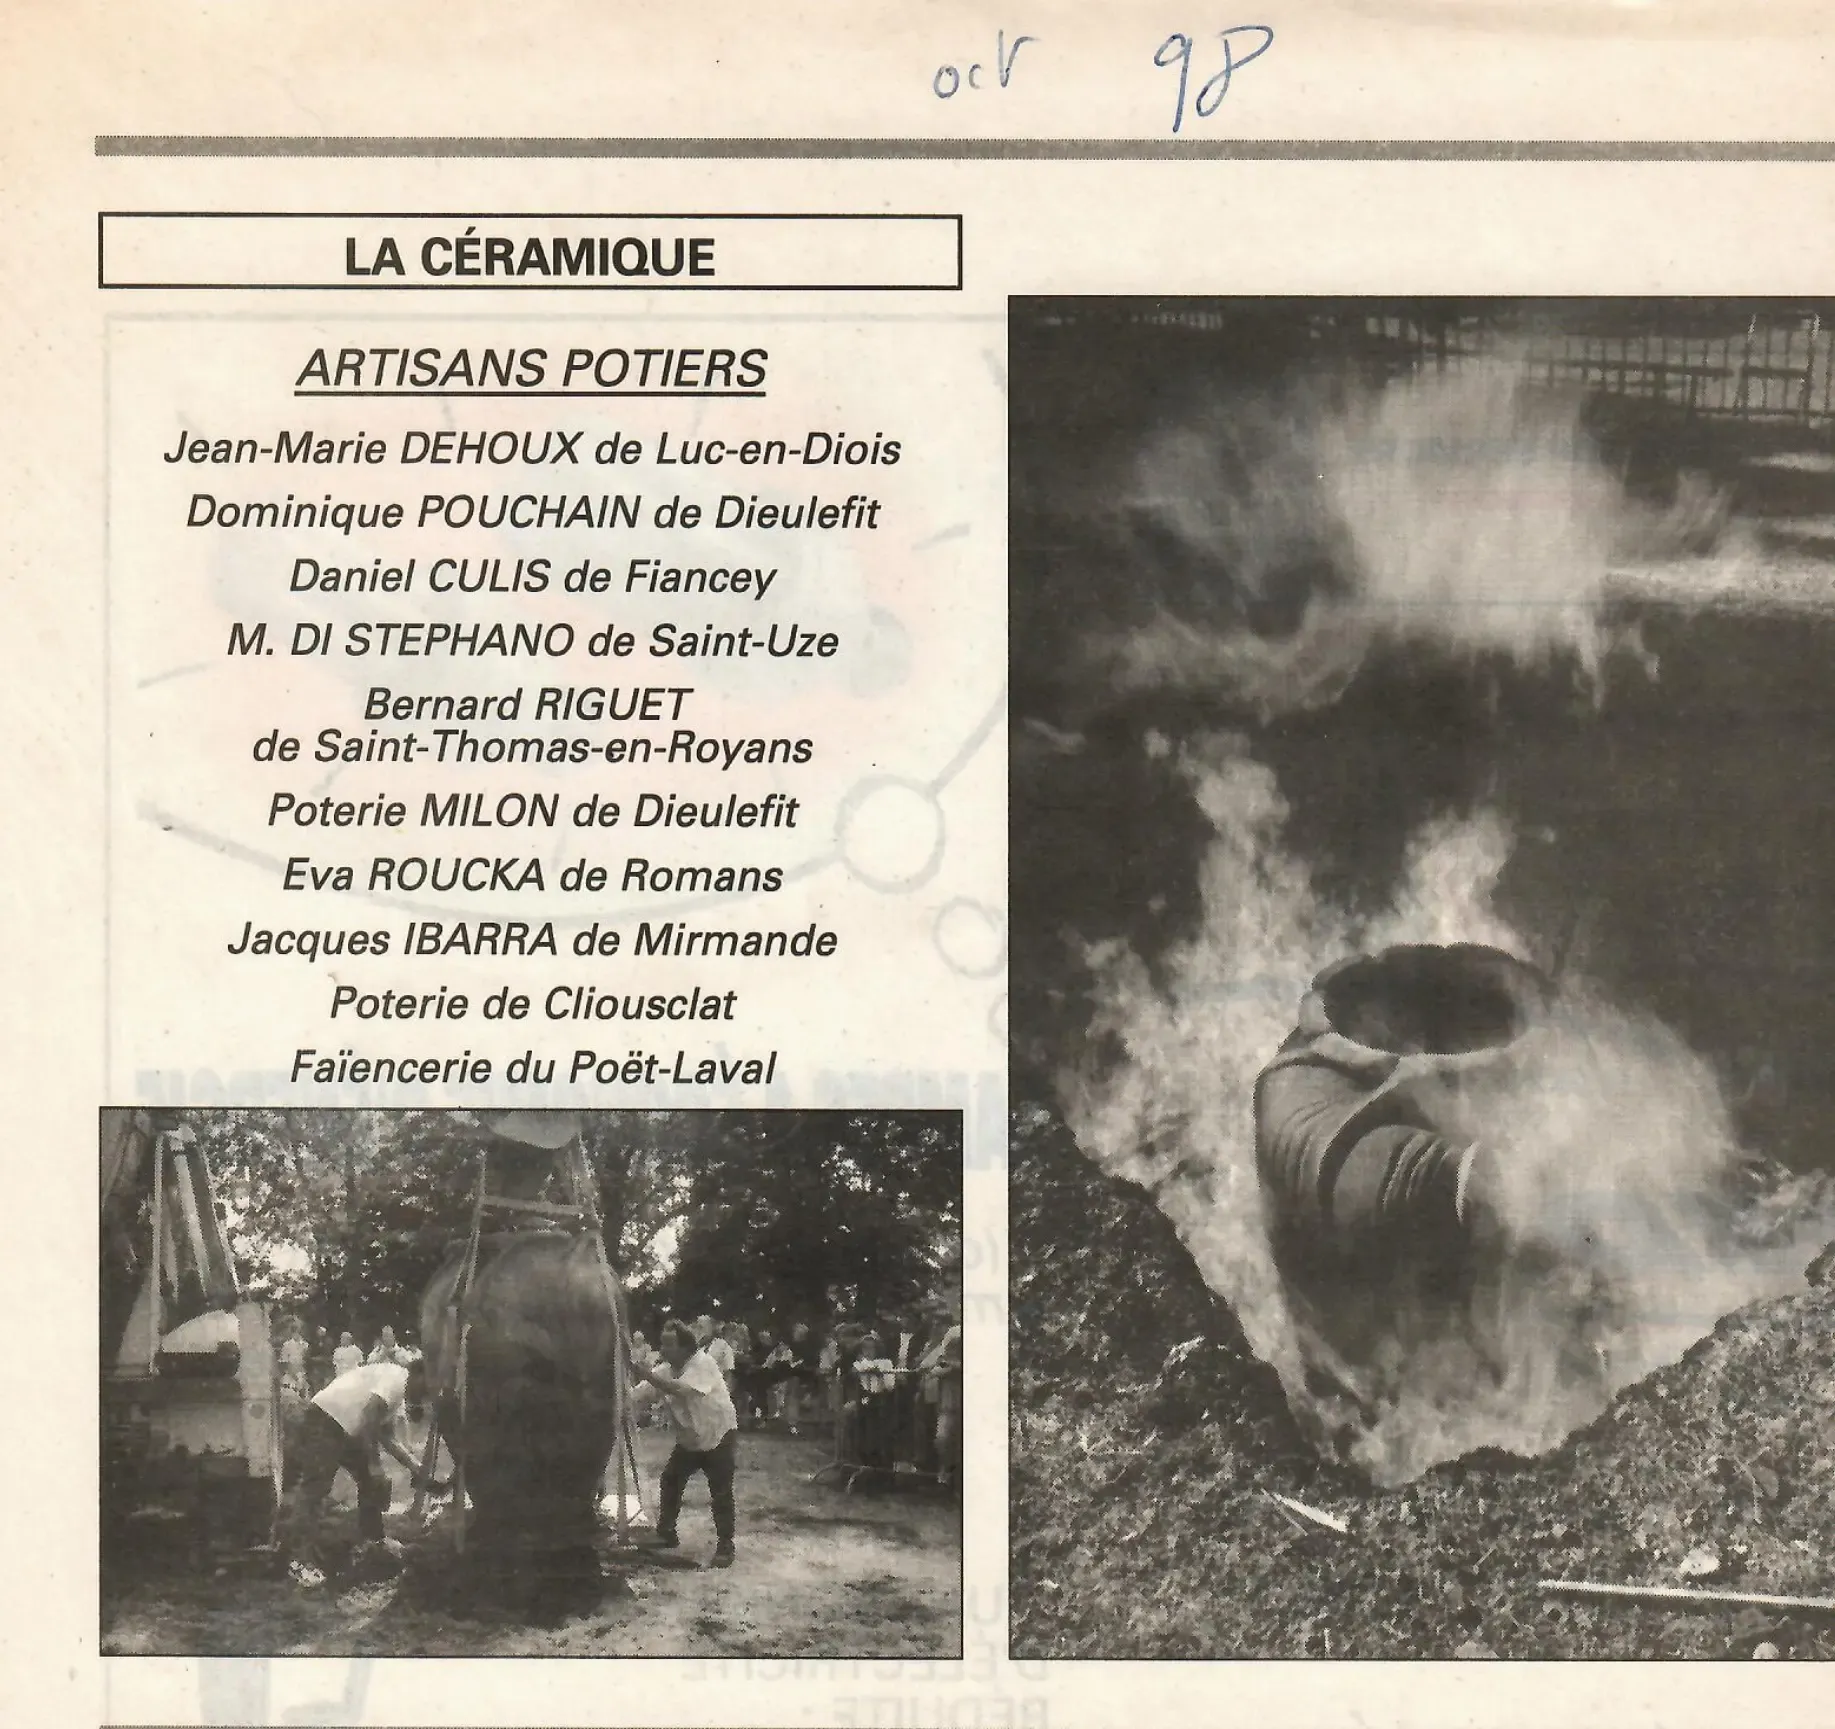 oct 98
LA CÉRAMIQUE
ARTISANS POTIERS
Jean-Marie DEHOUX de Luc-en-Diois
Dominique POUCHAIN de Dieulefit
Daniel CULIS de Fiancey
M. DI STEPHANO de Saint-Uze
Bernard RIGUET
de Saint-Thomas-en-Royans
Poterie MILON de Dieulefit
Eva ROUCKA de Romans
Jacques IBARRA de Mirmande
Poterie de Cliousclat
Faïencerie du Poët-Laval